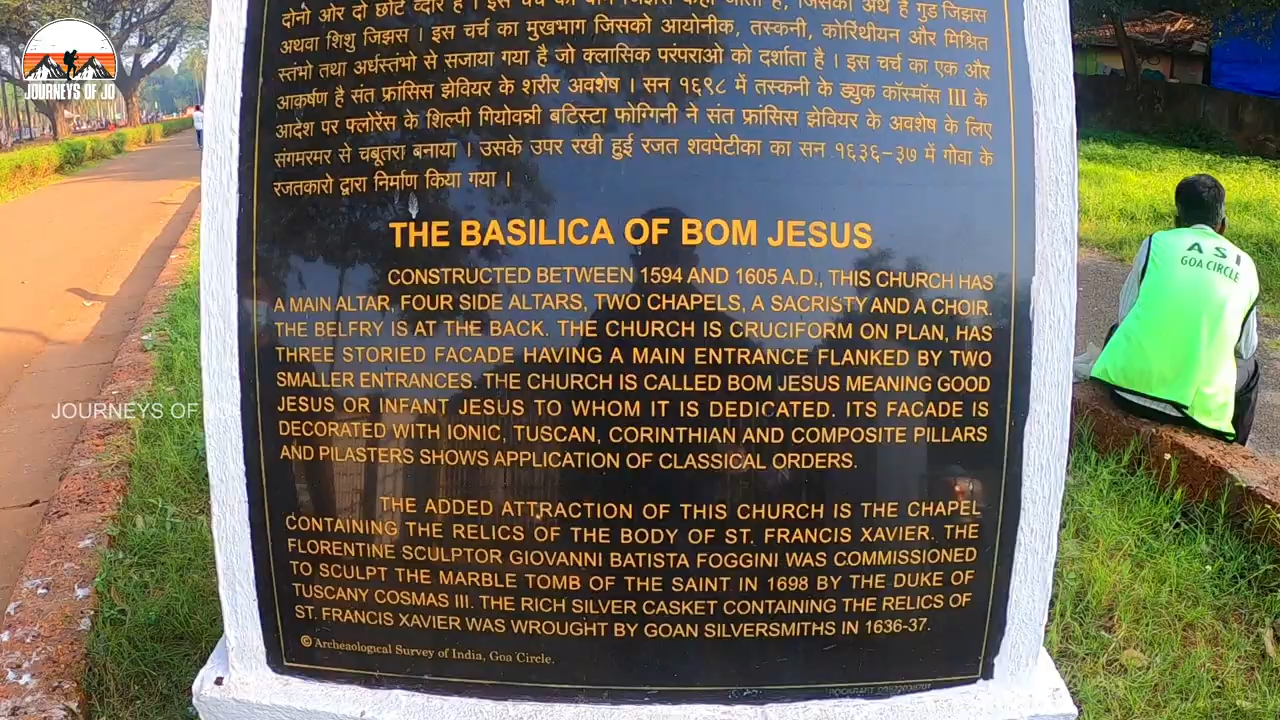 JOURNEYS OF JO
दोनो ओर दो छोटे व्दार है । इस चर्च को बॉम जिझस कहा जाता है, जिसका अर्थ है गुड जिझस
अथवा शिशु जिझस । इस चर्च का मुखभाग जिसको आयोनीक, तस्कनी, कोरिंथीयन और मिश्रित
स्तंभो तथा अर्धस्तंभो से सजाया गया है जो क्लासिक परंपराओ को दर्शाता है । इस चर्च का एक और
आकर्षण है संत फ्रांसिस झेवियर के शरीर अवशेष । सन १६९८ में तस्कनी के ड्युक कॉस्मॉस III के
आदेश पर फ्लोरेंस के शिल्पी गियोवन्नी बटिस्टा फोग्गिनी ने संत फ्रांसिस झेवियर के अवशेष के लिए
संगमरमर से चबूतरा बनाया । उसके उपर रखी हुई रजत शवपेटीका का सन १६३६–३७ में गोवा के
रजतकारो द्वारा निर्माण किया गया ।
THE BASILICA OF BOM JESUS
CONSTRUCTED BETWEEN 1594 AND 1605 A.D., THIS CHURCH HAS
A MAIN ALTAR, FOUR SIDE ALTARS, TWO CHAPELS, A SACRISTY AND A CHOIR.
THE BELFRY IS AT THE BACK. THE CHURCH IS CRUCIFORM ON PLAN, HAS
THREE STORIED FACADE HAVING A MAIN ENTRANCE FLANKED BY TWO
SMALLER ENTRANCES. THE CHURCH IS CALLED BOM JESUS MEANING GOOD
JESUS OR INFANT JESUS TO WHOM IT IS DEDICATED. ITS FACADE IS
DECORATED WITH IONIC, TUSCAN, CORINTHIAN AND COMPOSITE PILLARS
AND PILASTERS SHOWS APPLICATION OF CLASSICAL ORDERS.
THE ADDED ATTRACTION OF THIS CHURCH IS THE CHAPEL
CONTAINING THE RELICS OF THE BODY OF ST. FRANCIS XAVIER. THE
FLORENTINE SCULPTOR GIOVANNI BATISTA FOGGINI WAS COMMISSIONED
TO SCULPT THE MARBLE TOMB OF THE SAINT IN 1698 BY THE DUKE OF
TUSCANY COSMAS III. THE RICH SILVER CASKET CONTAINING THE RELICS OF
ST. FRANCIS XAVIER WAS WROUGHT BY GOAN SILVERSMITHS IN 1636-37.
© Archaeological Survey of India, Goa Circle.
JOURNEYS OF
ASI
GOA CIRCLE